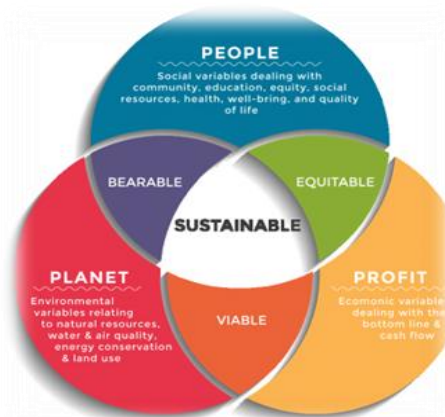 PEOPLE
Social variables dealing with
community, education, equity, social
resources, health, well-bring, and quality
of life
BEARABLE
EQUITABLE
SUSTAINABLE
PLANET
Environmental
variables relating
to natural resources,
water & air quality,
energy conservation
& land use
PROFIT
Ecomonic variable
dealing with the
bottom line &
cash flow
VIABLE